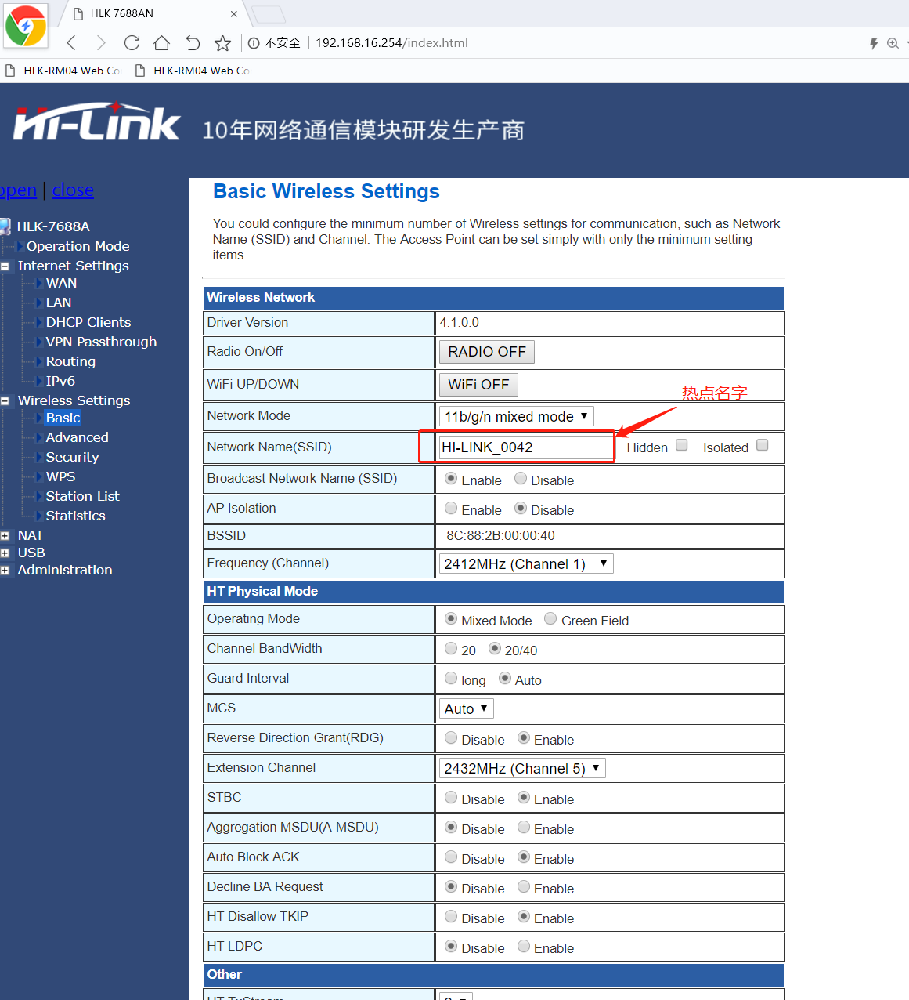 HLK 7688AN
不安全 192.168.16.254/index.html
HLK-RM04 Web Co HLK-RM04 Web Co
Hi-Link 10年网络通信模块研发生产商
open | close
HLK-7688A
Operation Mode
Internet Settings
WAN
LAN
DHCP Clients
VPN Passthrough
Routing
IPv6
Wireless Settings
Basic
Advanced
Security
WPS
Station List
Statistics
NAT
USB
Administration
Basic Wireless Settings
You could configure the minimum number of Wireless settings for communication, such as Network
Name (SSID) and Channel. The Access Point can be set simply with only the minimum setting
items.
Wireless Network
Driver Version 4.1.0.0
Radio On/Off RADIO OFF
WiFi UP/DOWN WiFi OFF
热点名字
Network Mode 11b/g/n mixed mode
Network Name(SSID) HI-LINK_0042 Hidden Isolated
Broadcast Network Name (SSID) Enable Disable
AP Isolation Enable Disable
BSSID 8C:88:2B:00:00:40
Frequency (Channel) 2412MHz (Channel 1)
HT Physical Mode
Operating Mode Mixed Mode Green Field
Channel BandWidth 20 20/40
Guard Interval long Auto
MCS Auto
Reverse Direction Grant(RDG) Disable Enable
Extension Channel 2432MHz (Channel 5)
STBC Disable Enable
Aggregation MSDU(A-MSDU) Disable Enable
Auto Block ACK Disable Enable
Decline BA Request Disable Enable
HT Disallow TKIP Disable Enable
HT LDPC Disable Enable
Other